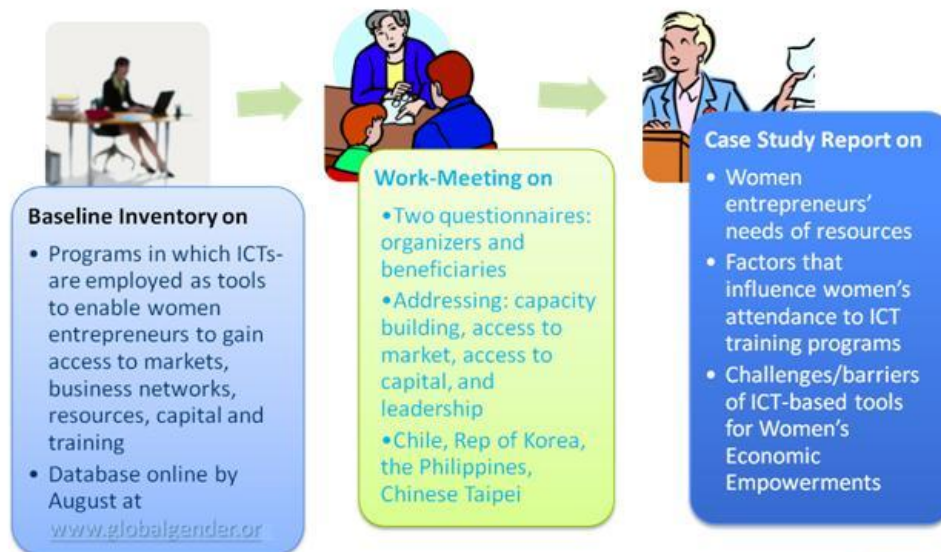 Baseline Inventory on
• Programs in which ICTs-
are employed as tools
to enable women
entrepreneurs to gain
access to markets,
business networks,
resources, capital and
training
• Database online by
August at
www.globalgender.or
Work-Meeting on
•Two questionnaires:
organizers and
beneficiaries
•Addressing: capacity
building, access to
market, access to
capital, and
leadership
•Chile, Rep of Korea,
the Philippines,
Chinese Taipei
Case Study Report on
• Women
entrepreneurs’
needs of resources
• Factors that
influence women’s
attendance to ICT
training programs
• Challenges/barriers
of ICT-based tools
for Women’s
Economic
Empowerments